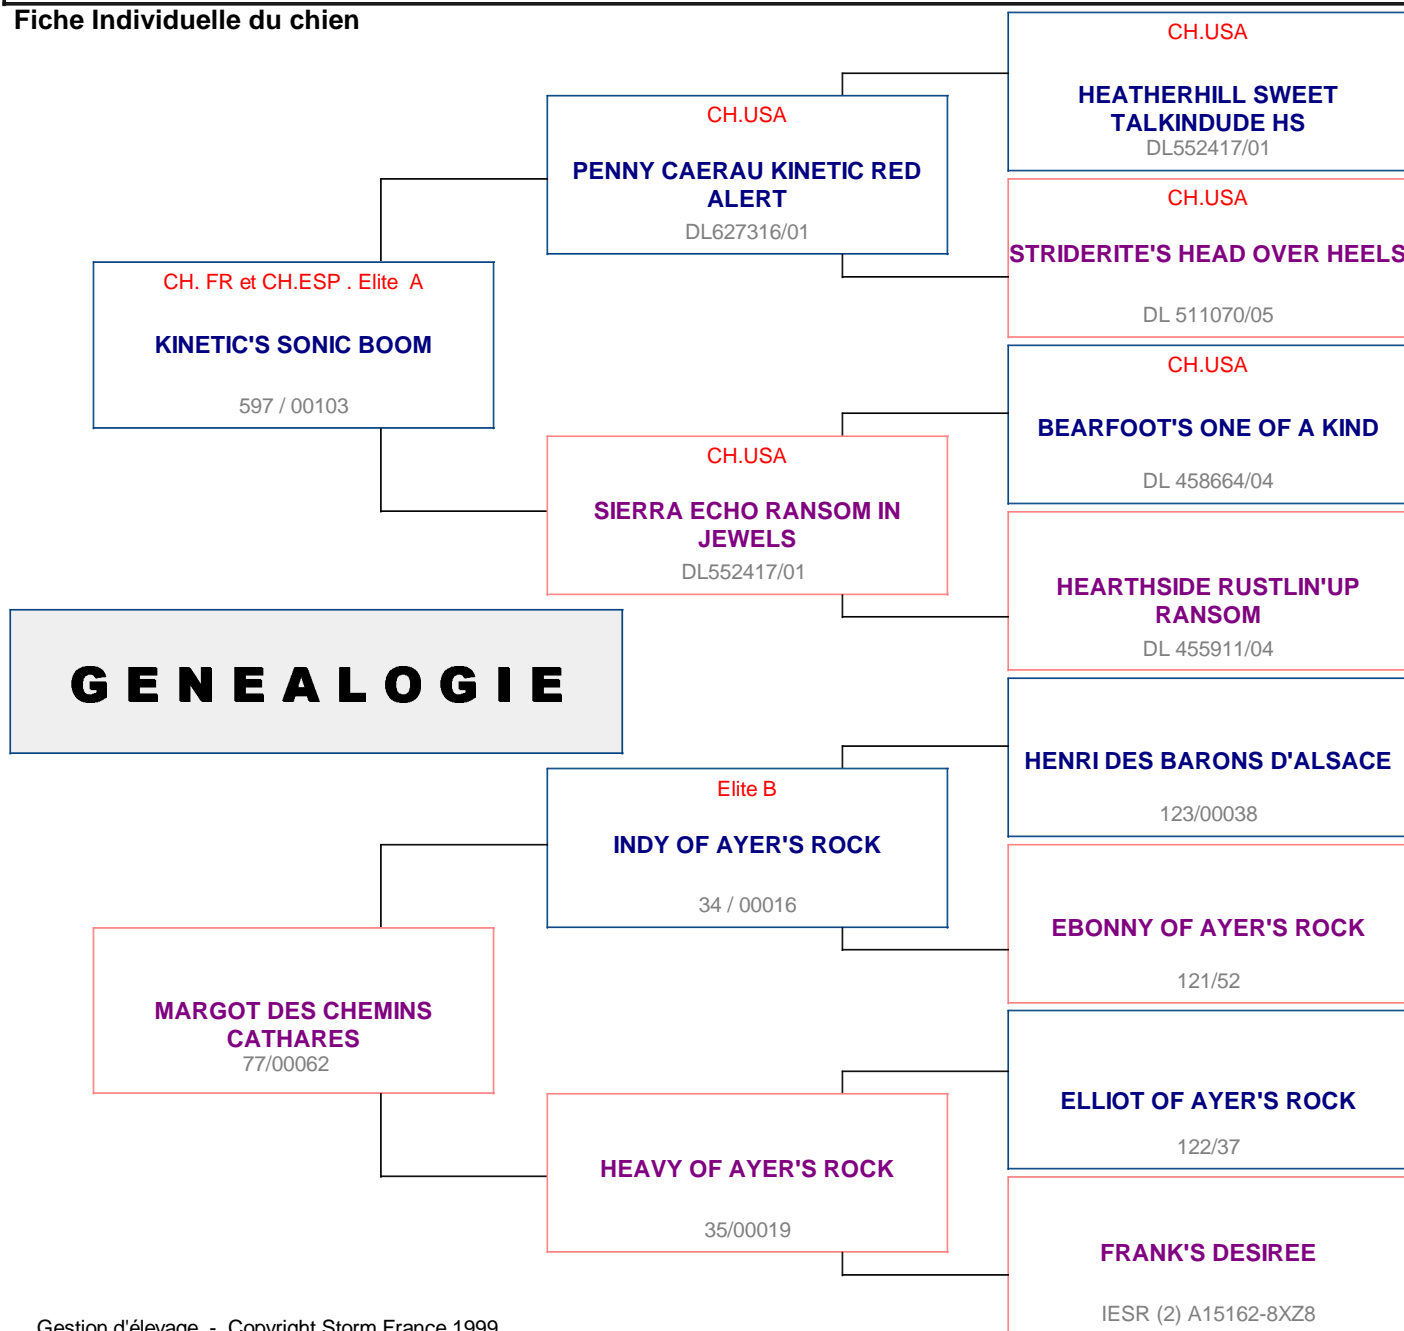 Fiche Individuelle du chien
CH.USA
HEATHERHILL SWEET
TALKINDUDE HS
DL552417/01
CH.USA
PENNY CAERAU KINETIC RED
ALERT
DL627316/01
CH.USA
STRIDERITE'S HEAD OVER HEELS
DL 511070/05
CH. FR et CH.ESP . Elite A
KINETIC'S SONIC BOOM
597 / 00103
CH.USA
BEARFOOT'S ONE OF A KIND
DL 458664/04
CH.USA
SIERRA ECHO RANSOM IN
JEWELS
DL552417/01
HEARTHSIDE RUSTLIN'UP
RANSOM
DL 455911/04
GENEALOGIE
HENRI DES BARONS D'ALSACE
123/00038
Elite B
INDY OF AYER'S ROCK
34 / 00016
EBONNY OF AYER'S ROCK
121/52
MARGOT DES CHEMINS
CATHARES
77/00062
ELLIOT OF AYER'S ROCK
122/37
HEAVY OF AYER'S ROCK
35/00019
FRANK'S DESIREE
IESR (2) A15162-8XZ8
Gestion d'élevage - Copyright Storm France 1999